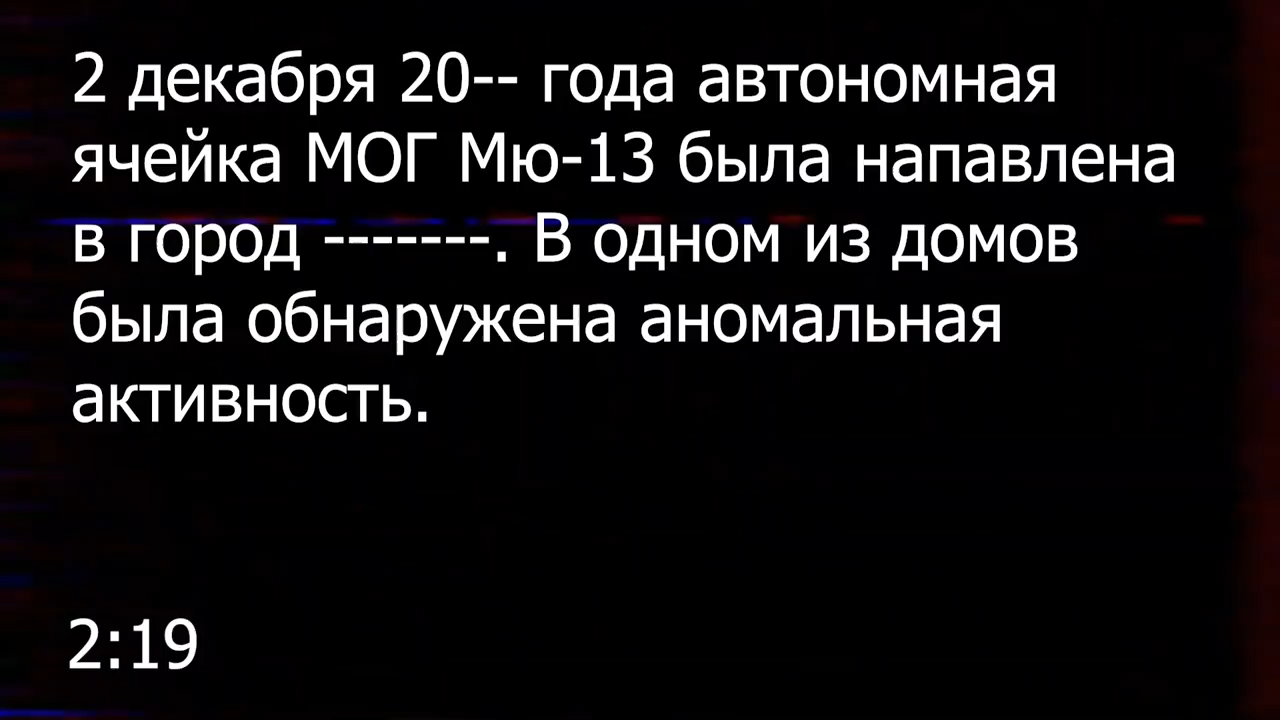 2 декабря 20-- года автономная
ячейка МОГ Мю-13 была напавлена
в город -------. В одном из домов
была обнаружена аномальная
активность.
2:19